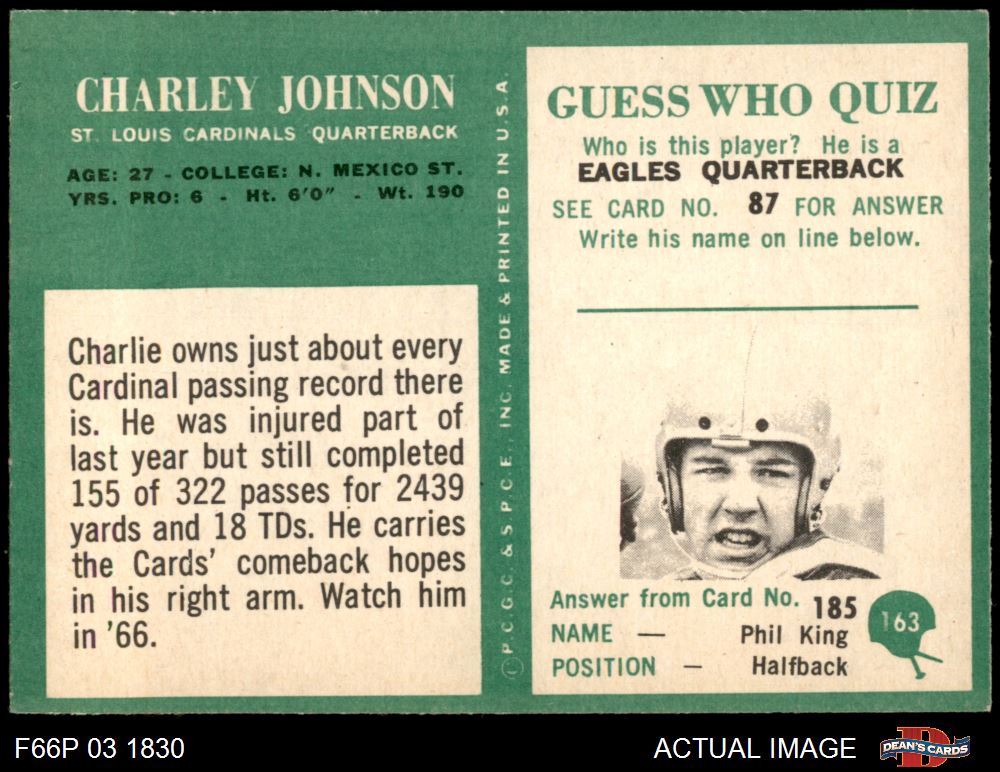 CHARLEY JOHNSON
ST. LOUIS CARDINALS QUARTERBACK
AGE: 27 - COLLEGE: N. MEXICO ST.
YRS. PRO: 6 - Ht. 6'0" - Wt. 190
Charlie owns just about every
Cardinal passing record there
is. He was injured part of
last year but still completed
155 of 322 passes for 2439
yards and 18 TDs. He carries
the Cards' comeback hopes
in his right arm. Watch him
in '66.
© P.C.G.C. & S.P.C.E., INC. MADE & PRINTED IN U.S.A.
GUESS WHO QUIZ
Who is this player? He is a
EAGLES QUARTERBACK
SEE CARD NO. 87 FOR ANSWER
Write his name on line below.
Answer from Card No. 185
NAME — Phil King
POSITION — Halfback
163
F66P 03 1830
ACTUAL IMAGE
D
DEAN'S CARDS